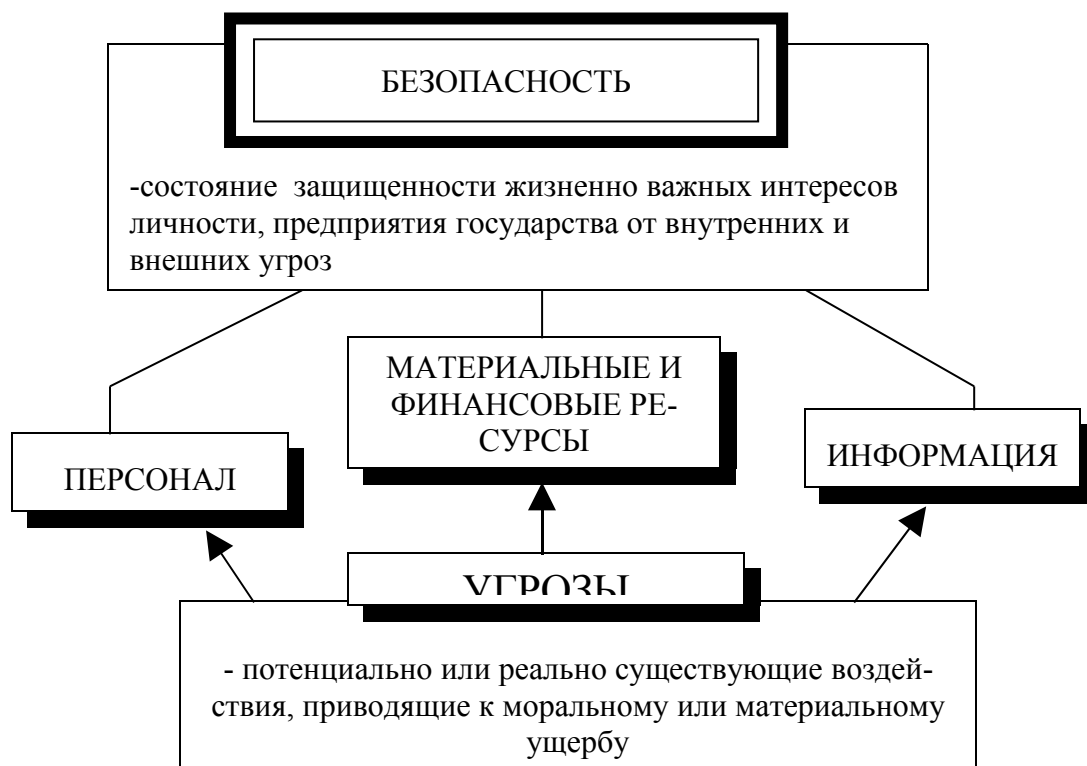 БЕЗОПАСНОСТЬ
-состояние защищенности жизненно важных интересов
личности, предприятия государства от внутренних и
внешних угроз
МАТЕРИАЛЬНЫЕ И
ФИНАНСОВЫЕ РЕ-
СУРСЫ
ПЕРСОНАЛ
ИНФОРМАЦИЯ
УГРОЗЫ
- потенциально или реально существующие воздей-
ствия, приводящие к моральному или материальному
ущербу